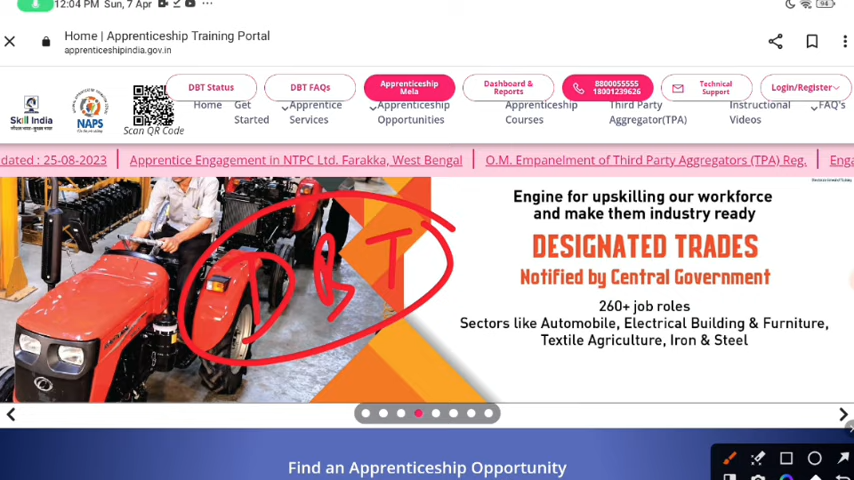 12:04 PM Sun, 7 Apr
94
Home | Apprenticeship Training Portal
apprenticeshipindia.gov.in
DBT Status
DBT FAQs
Apprenticeship Mela
Dashboard & Reports
8800055555
18001239626
Technical Support
Login/Register
Skill India
NAPS
Scan QR Code
Home
Get Started
Apprentice Services
Apprenticeship Opportunities
Apprenticeship Courses
Third Party Aggregator(TPA)
Instructional Videos
FAQ's
dated : 25-08-2023
Apprentice Engagement in NTPC Ltd. Farakka, West Bengal
O.M. Empanelment of Third Party Aggregators (TPA) Reg.
Enga
DBT
Engine for upskilling our workforce
and make them industry ready
DESIGNATED TRADES
Notified by Central Government
260+ job roles
Sectors like Automobile, Electrical Building & Furniture,
Textile Agriculture, Iron & Steel
Find an Apprenticeship Opportunity